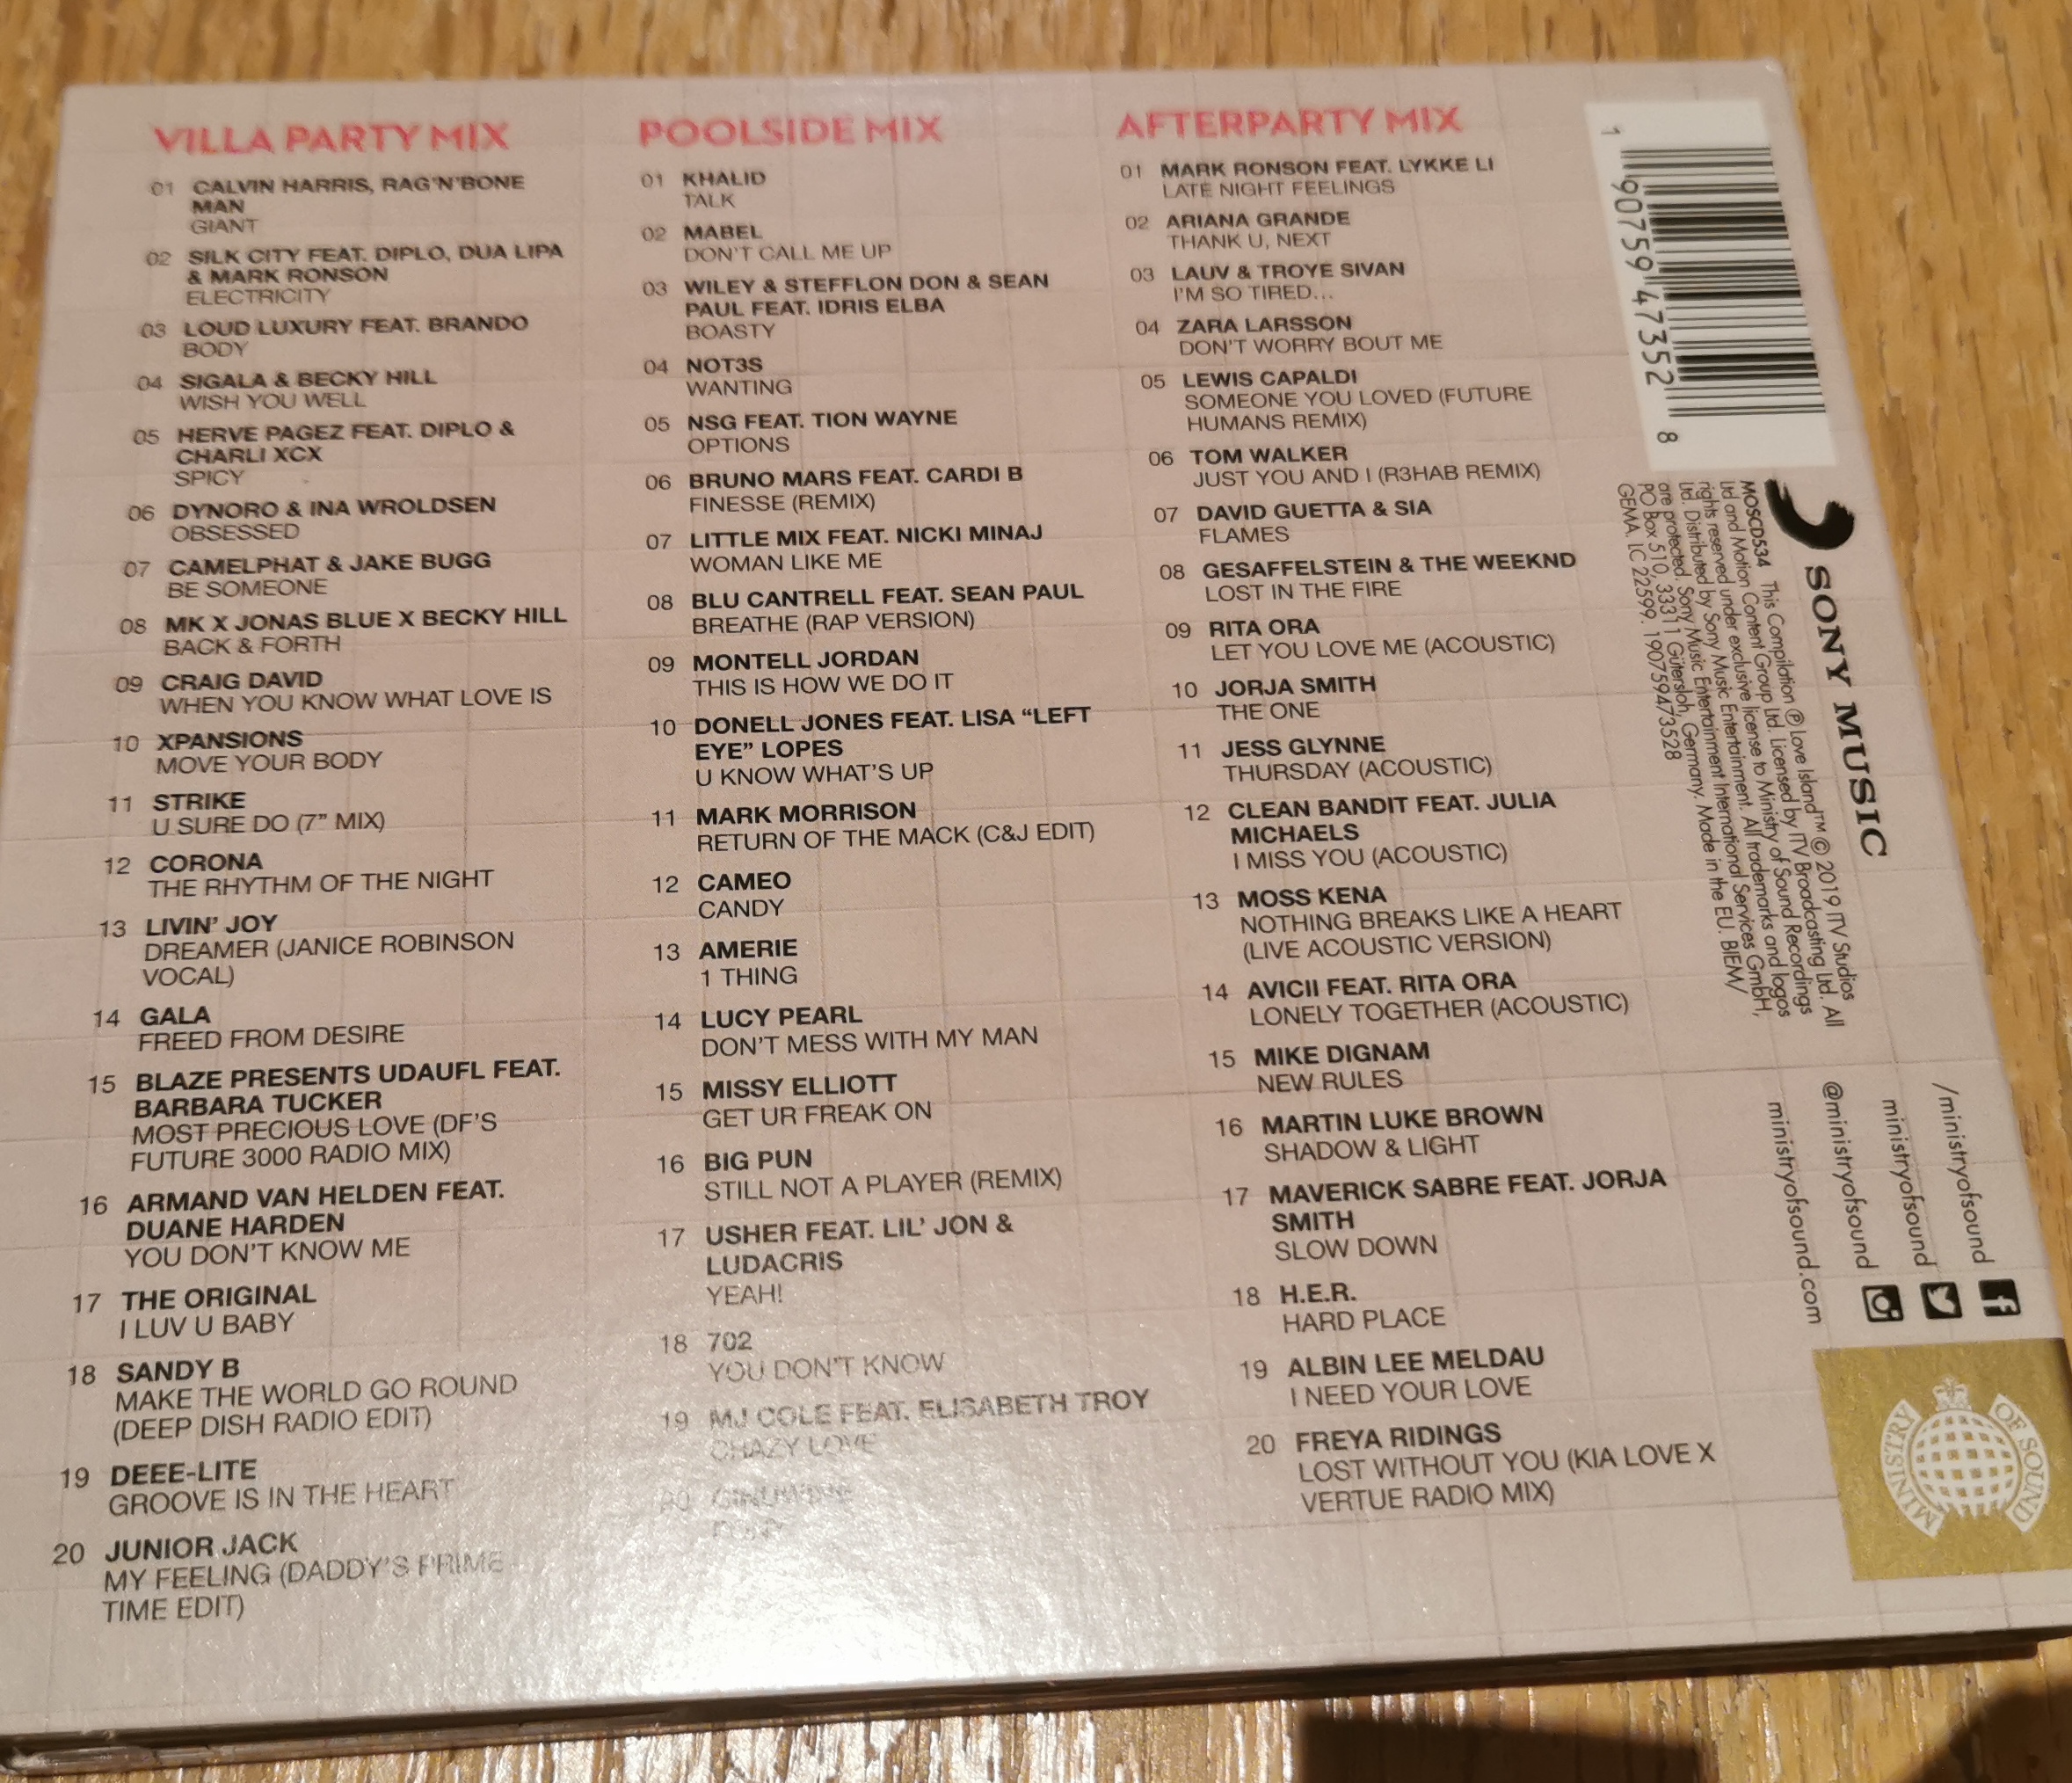 VILLA PARTY MIX
01 CALVIN HARRIS, RAG'N'BONE
MAN
GIANT
02 SILK CITY FEAT. DIPLO, DUA LIPA
& MARK RONSON
ELECTRICITY
03 LOUD LUXURY FEAT. BRANDO
BODY
04 SIGALA & BECKY HILL
WISH YOU WELL
05 HERVE PAGEZ FEAT. DIPLO &
CHARLI XCX
SPICY
06 DYNORO & INA WROLDSEN
OBSESSED
07 CAMELPHAT & JAKE BUGG
BE SOMEONE
08 MK X JONAS BLUE X BECKY HILL
BACK & FORTH
09 CRAIG DAVID
WHEN YOU KNOW WHAT LOVE IS
10 XPANSIONS
MOVE YOUR BODY
11 STRIKE
U SURE DO (7" MIX)
12 CORONA
THE RHYTHM OF THE NIGHT
13 LIVIN' JOY
DREAMER (JANICE ROBINSON
VOCAL)
14 GALA
FREED FROM DESIRE
15 BLAZE PRESENTS UDAUFL FEAT.
BARBARA TUCKER
MOST PRECIOUS LOVE (DF'S
FUTURE 3000 RADIO MIX)
16 ARMAND VAN HELDEN FEAT.
DUANE HARDEN
YOU DON'T KNOW ME
17 THE ORIGINAL
I LUV U BABY
18 SANDY B
MAKE THE WORLD GO ROUND
(DEEP DISH RADIO EDIT)
19 DEEE-LITE
GROOVE IS IN THE HEART
20 JUNIOR JACK
MY FEELING (DADDY'S PRIME
TIME EDIT)
POOLSIDE MIX
01 KHALID
TALK
02 MABEL
DON'T CALL ME UP
03 WILEY & STEFFLON DON & SEAN
PAUL FEAT. IDRIS ELBA
BOASTY
04 NOT3S
WANTING
05 NSG FEAT. TION WAYNE
OPTIONS
06 BRUNO MARS FEAT. CARDI B
FINESSE (REMIX)
07 LITTLE MIX FEAT. NICKI MINAJ
WOMAN LIKE ME
08 BLU CANTRELL FEAT. SEAN PAUL
BREATHE (RAP VERSION)
09 MONTELL JORDAN
THIS IS HOW WE DO IT
10 DONELL JONES FEAT. LISA "LEFT
EYE" LOPES
U KNOW WHAT'S UP
11 MARK MORRISON
RETURN OF THE MACK (C&J EDIT)
12 CAMEO
CANDY
13 AMERIE
1 THING
14 LUCY PEARL
DON'T MESS WITH MY MAN
15 MISSY ELLIOTT
GET UR FREAK ON
16 BIG PUN
STILL NOT A PLAYER (REMIX)
17 USHER FEAT. LIL' JON &
LUDACRIS
YEAH!
18 702
YOU DON'T KNOW
19 MJ COLE FEAT. ELISABETH TROY
CRAZY LOVE
20 GINUWINE
PONY
AFTERPARTY MIX
01 MARK RONSON FEAT. LYKKE LI
LATE NIGHT FEELINGS
02 ARIANA GRANDE
THANK U, NEXT
03 LAUV & TROYE SIVAN
I'M SO TIRED...
04 ZARA LARSSON
DON'T WORRY BOUT ME
05 LEWIS CAPALDI
SOMEONE YOU LOVED (FUTURE
HUMANS REMIX)
06 TOM WALKER
JUST YOU AND I (R3HAB REMIX)
07 DAVID GUETTA & SIA
FLAMES
08 GESAFFELSTEIN & THE WEEKND
LOST IN THE FIRE
09 RITA ORA
LET YOU LOVE ME (ACOUSTIC)
10 JORJA SMITH
THE ONE
11 JESS GLYNNE
THURSDAY (ACOUSTIC)
12 CLEAN BANDIT FEAT. JULIA
MICHAELS
I MISS YOU (ACOUSTIC)
13 MOSS KENA
NOTHING BREAKS LIKE A HEART
(LIVE ACOUSTIC VERSION)
14 AVICII FEAT. RITA ORA
LONELY TOGETHER (ACOUSTIC)
15 MIKE DIGNAM
NEW RULES
16 MARTIN LUKE BROWN
SHADOW & LIGHT
17 MAVERICK SABRE FEAT. JORJA
SMITH
SLOW DOWN
18 H.E.R.
HARD PLACE
19 ALBIN LEE MELDAU
I NEED YOUR LOVE
20 FREYA RIDINGS
LOST WITHOUT YOU (KIA LOVE X
VERTUE RADIO MIX)
1 90759 47352 8
SONY MUSIC
MOSCD534 This Compilation ℗ Love Island™ © 2019 ITV Studios
Ltd and Motion Content Group Ltd. Licensed by ITV Broadcasting Ltd. All
rights reserved under exclusive license to Ministry of Sound Recordings
Ltd. Distributed by Sony Music Entertainment. All trademarks and logos
are protected. Sony Music Entertainment International Services GmbH,
PO Box 510, 33311 Gütersloh, Germany. Made in the EU. BIEM/
GEMA. LC 22599. 190759473528
/ministryofsound
ministryofsound
@ministryofsound
ministryofsound.com
MINISTRY OF SOUND